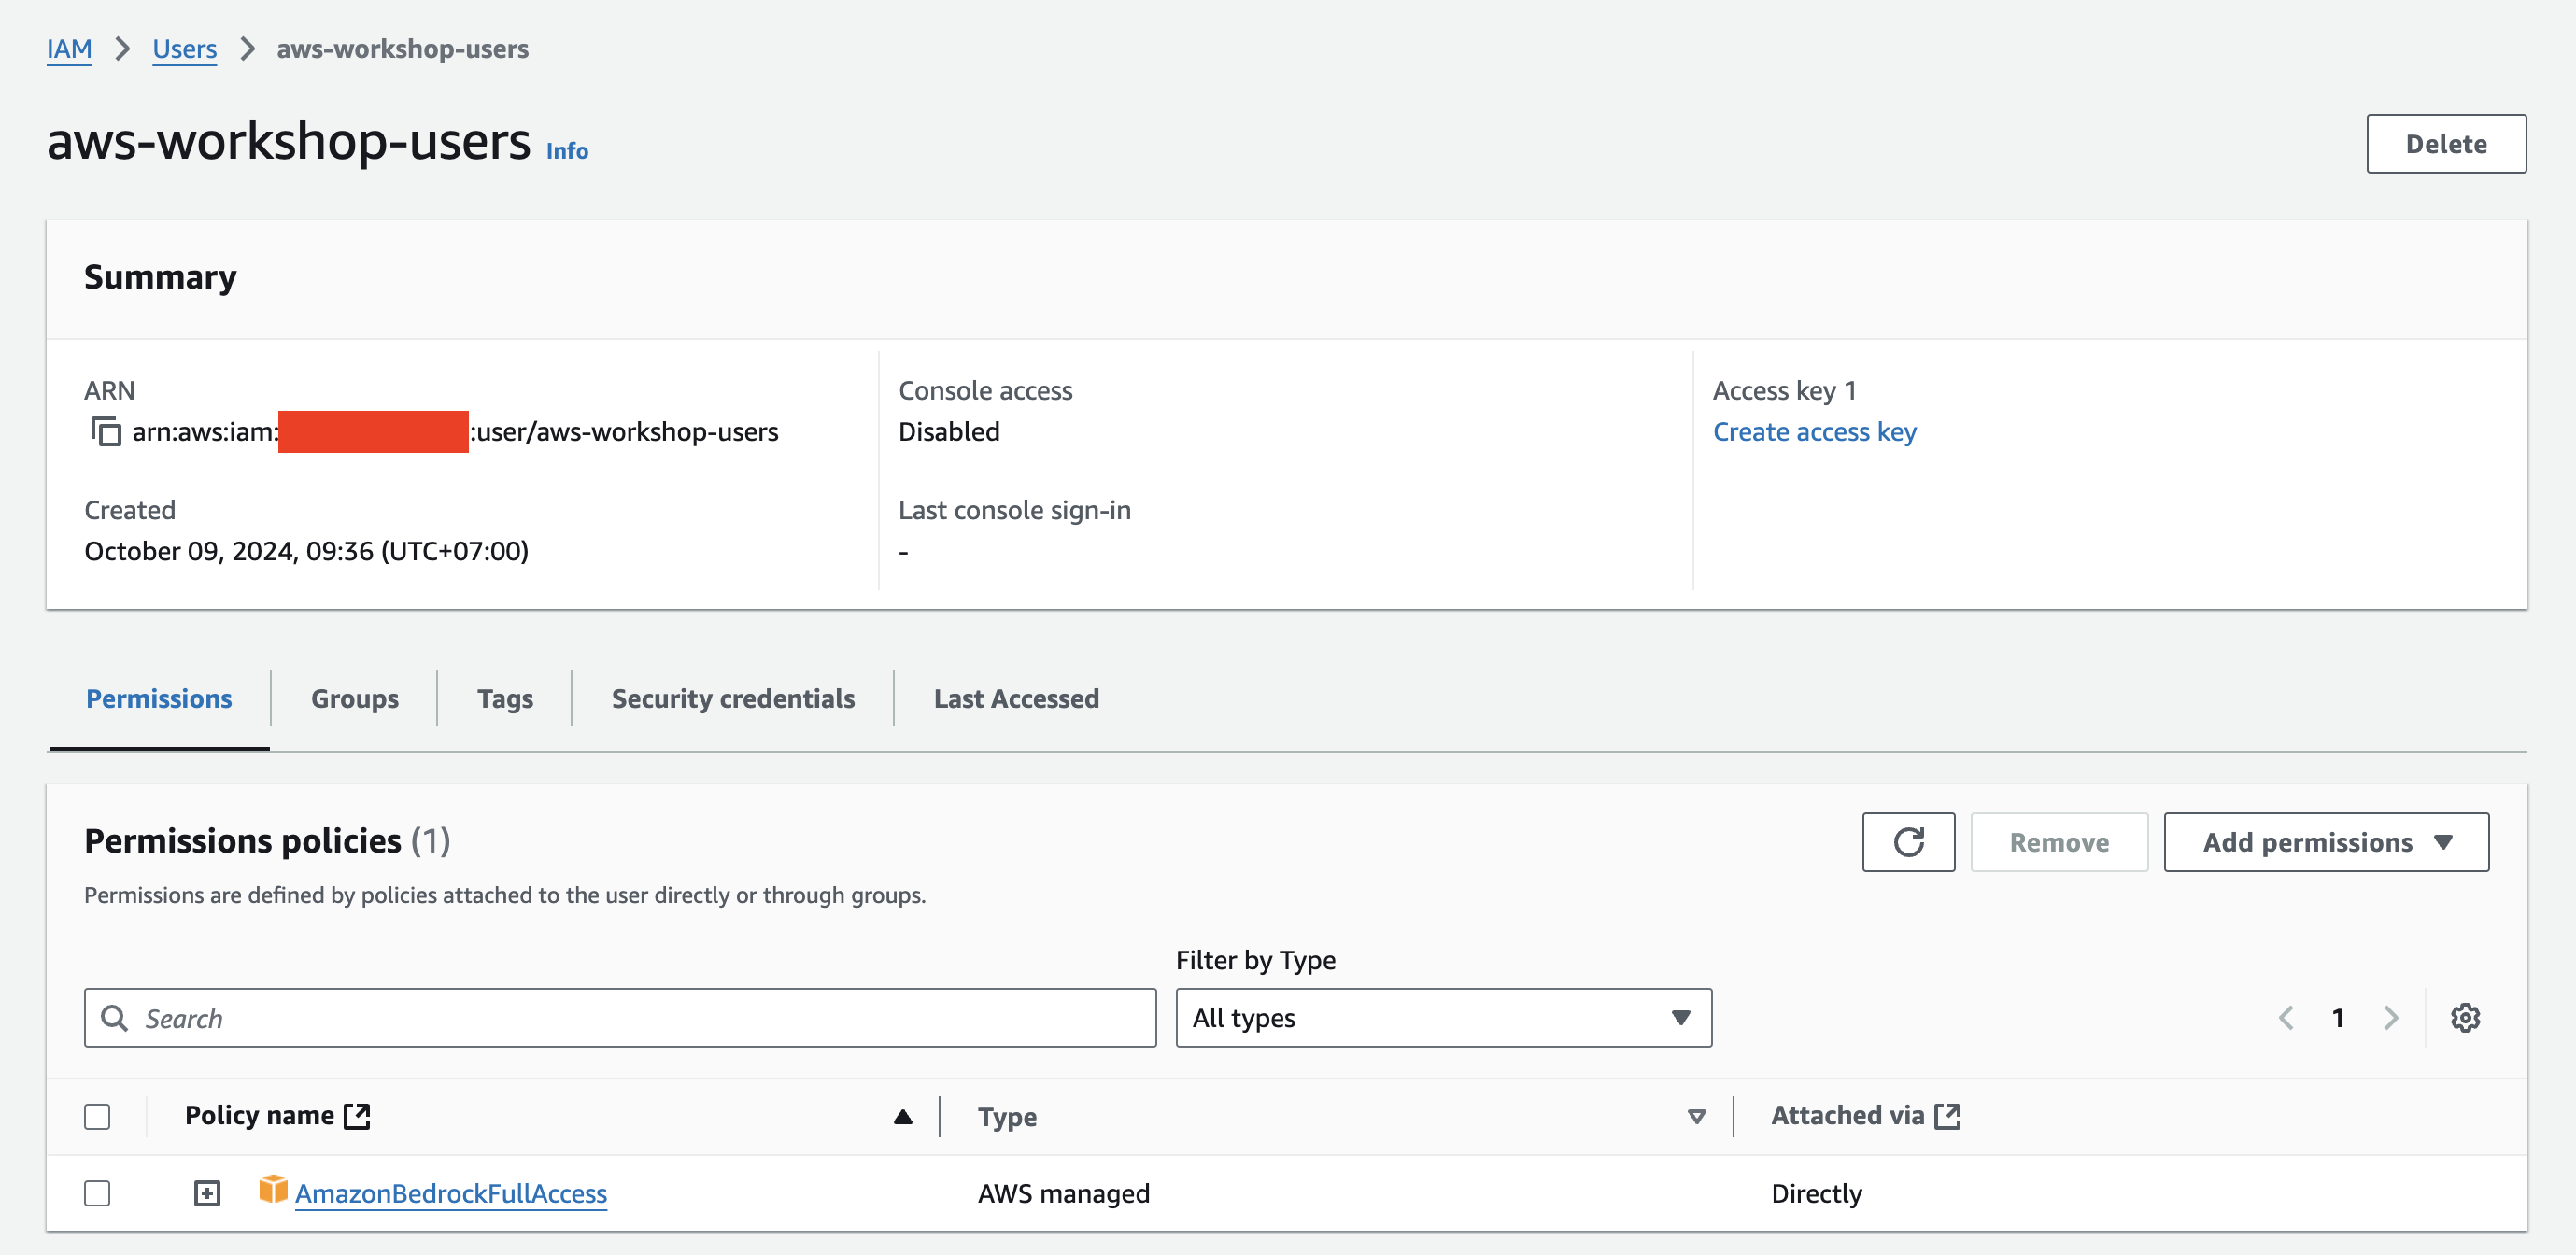 IAM > Users > aws-workshop-users
aws-workshop-users Info
Delete
Summary
ARN
arn:aws:iam: :user/aws-workshop-users
Created
October 09, 2024, 09:36 (UTC+07:00)
Console access
Disabled
Last console sign-in
-
Access key 1
Create access key
Permissions
Groups
Tags
Security credentials
Last Accessed
Permissions policies (1)
Remove
Add permissions
Permissions are defined by policies attached to the user directly or through groups.
Filter by Type
Search
All types
1
Policy name
Type
Attached via
AmazonBedrockFullAccess
AWS managed
Directly